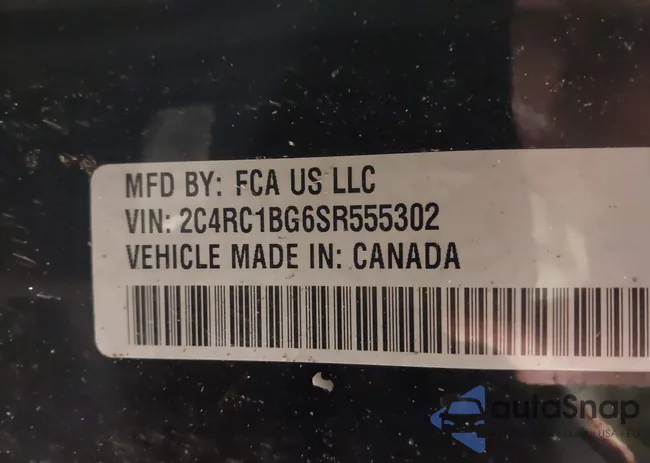 MFD BY: FCA US LLC
VIN: 2C4RC1BG6SR555302
VEHICLE MADE IN: CANADA
autoSnap